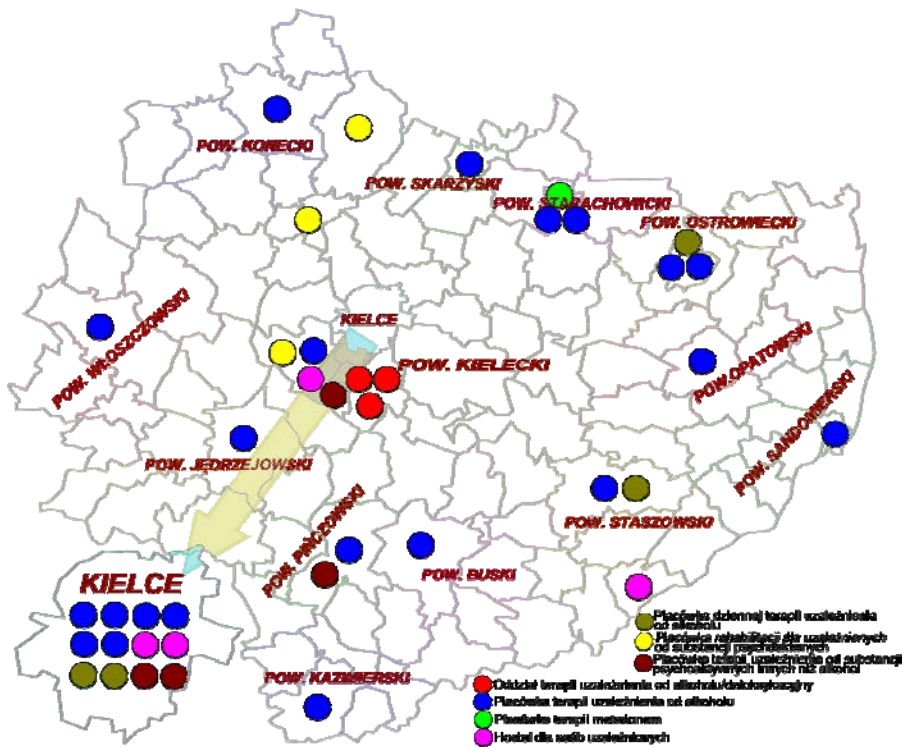 POW. KONECKI
POW. SKARŻYSKI
POW. STARACHOWICKI
POW. OSTROWIECKI
POW. WŁOSZCZOWSKI
KIELCE
POW. KIELECKI
POW.OPATOWSKI
POW. SANDOMIERSKI
POW. JĘDRZEJOWSKI
POW. STASZOWSKI
POW. PIŃCZOWSKI
POW. BUSKI
KIELCE
POW. KAZIMIERSKI
Placówka dziennej terapii uzależnienia
od alkoholu
Placówka rehabilitacji dla uzależnionych
od substancji psychoaktywnych
Placówka terapii uzależnienia od substancji
psychoaktywnych innych niż alkohol
Oddział terapii uzależnienia od alkoholu/detoksykacyjny
Placówka terapii uzależnienia od alkoholu
Placówka terapii metadonem
Hostel dla osób uzależnionych